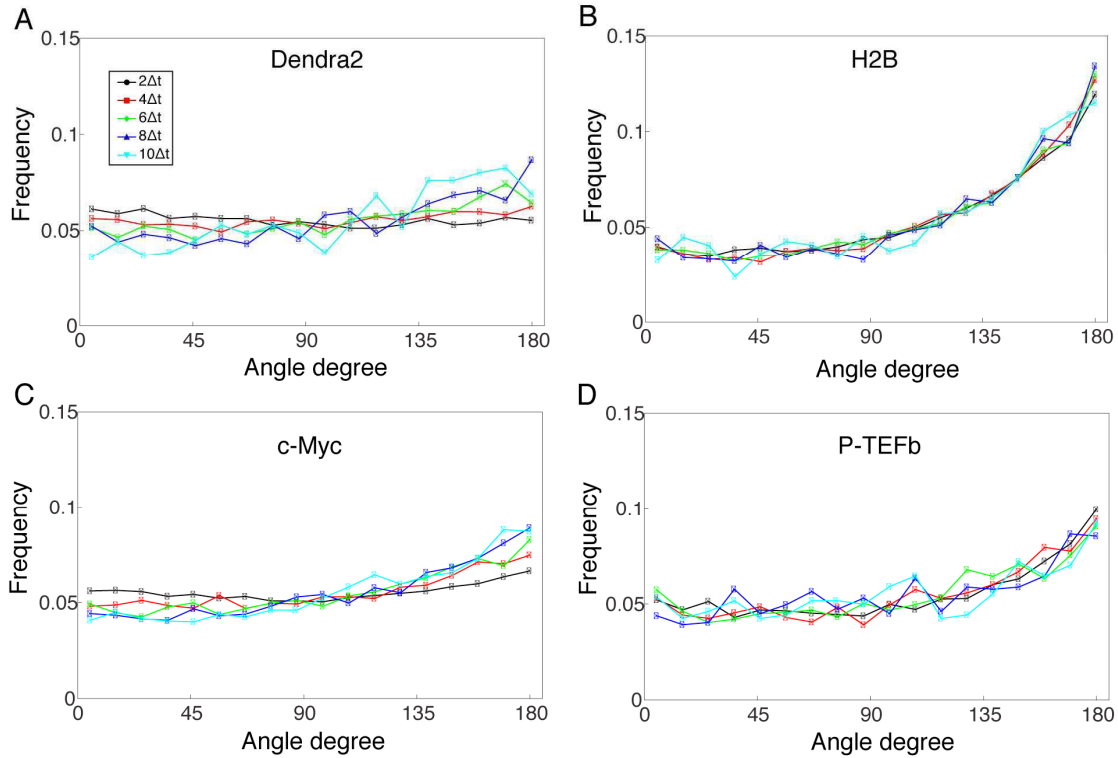 A
Dendra2
0.15
0.1
0.05
0
Frequency
2Δt
4Δt
6Δt
8Δt
10Δt
0 45 90 135 180
Angle degree
B
H2B
0.15
0.1
0.05
0
Frequency
0 45 90 135 180
Angle degree
C
c-Myc
0.15
0.1
0.05
0
Frequency
0 45 90 135 180
Angle degree
D
P-TEFb
0.15
0.1
0.05
0
Frequency
0 45 90 135 180
Angle degree